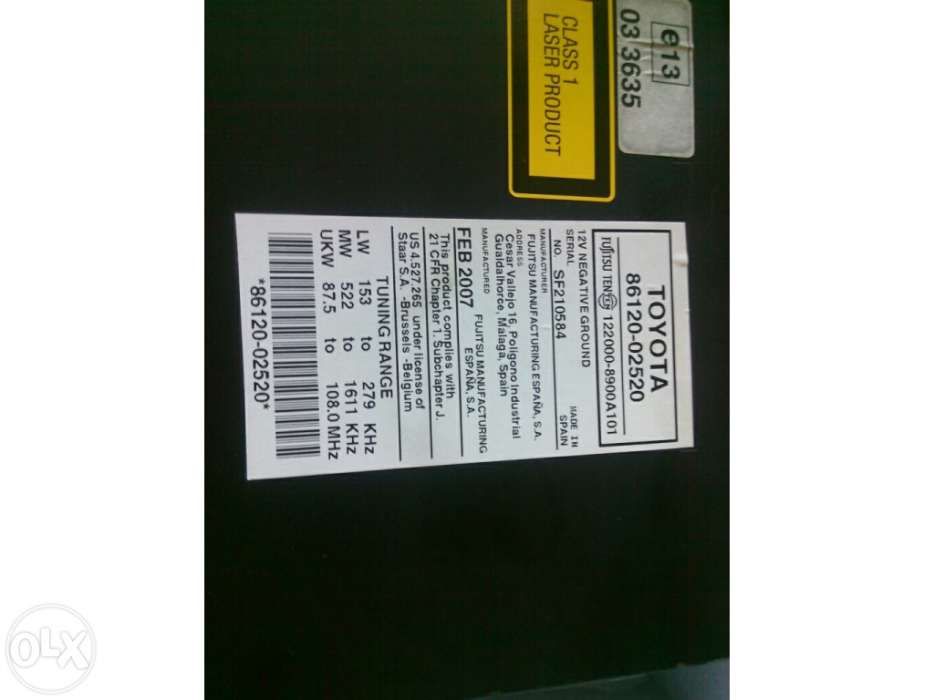 e13
03 3635
CLASS 1
LASER PRODUCT
TOYOTA
86120-02520
FUJITSU TEN TEN 122000-8900A101
12V NEGATIVE GROUND
MADE IN
SPAIN
SERIAL
NO. SF210584
MANUFACTURER
FUJITSU MANUFACTURING ESPAÑA, S.A.
ADDRESS
Cesar Vallejo 16, Poligono Industrial
Gualdalhorce, Malaga, Spain
MANUFACTURED
FEB 2007
FUJITSU MANUFACTURING
ESPAÑA, S.A.
This product complies with
21 CFR Chapter 1. Subchapter J.
US 4.527.265 under license of
Staar S.A. -Brussels -Belgium
TUNING RANGE
LW 153 to 279 KHz
MW 522 to 1611 KHz
UKW 87.5 to 108.0 MHz
*86120-02520*
OLX